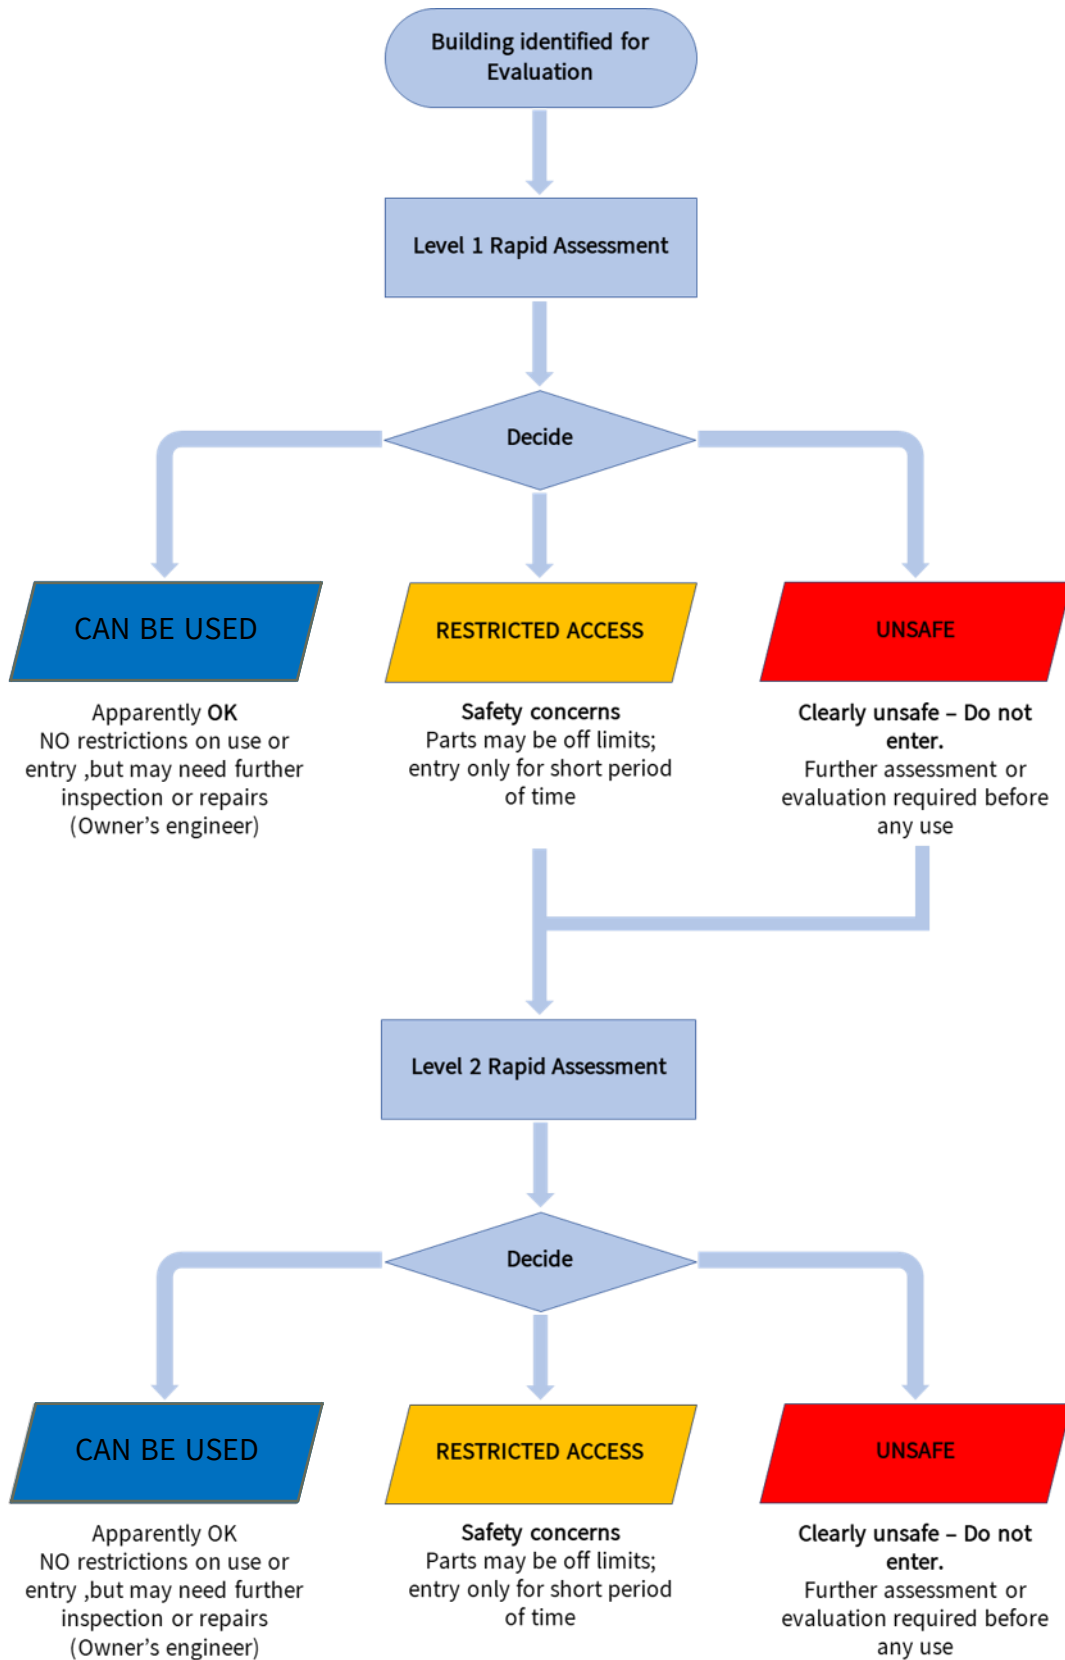 Building identified for
Evaluation
Level 1 Rapid Assessment
Decide
CAN BE USED
RESTRICTED ACCESS
UNSAFE
Apparently OK
NO restrictions on use or
entry ,but may need further
inspection or repairs
(Owner's engineer)
Safety concerns
Parts may be off limits;
entry only for short period
of time
Clearly unsafe – Do not
enter.
Further assessment or
evaluation required before
any use
Level 2 Rapid Assessment
Decide
CAN BE USED
RESTRICTED ACCESS
UNSAFE
Apparently OK
NO restrictions on use or
entry ,but may need further
inspection or repairs
(Owner's engineer)
Safety concerns
Parts may be off limits;
entry only for short period
of time
Clearly unsafe – Do not
enter.
Further assessment or
evaluation required before
any use